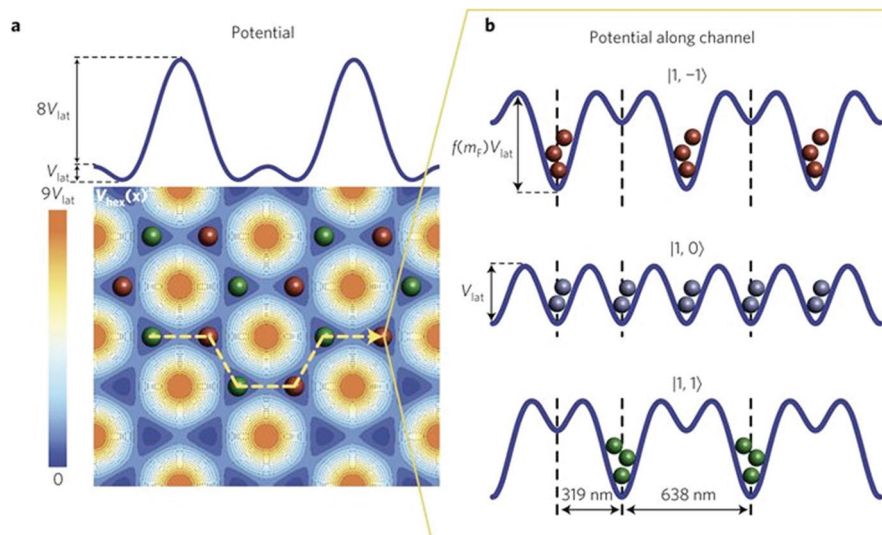 a
Potential
8V_lat
V_lat
9V_lat
V_hex(x)
0
b
Potential along channel
|1, −1⟩
f(m_F)V_lat
|1, 0⟩
V_lat
|1, 1⟩
319 nm
638 nm